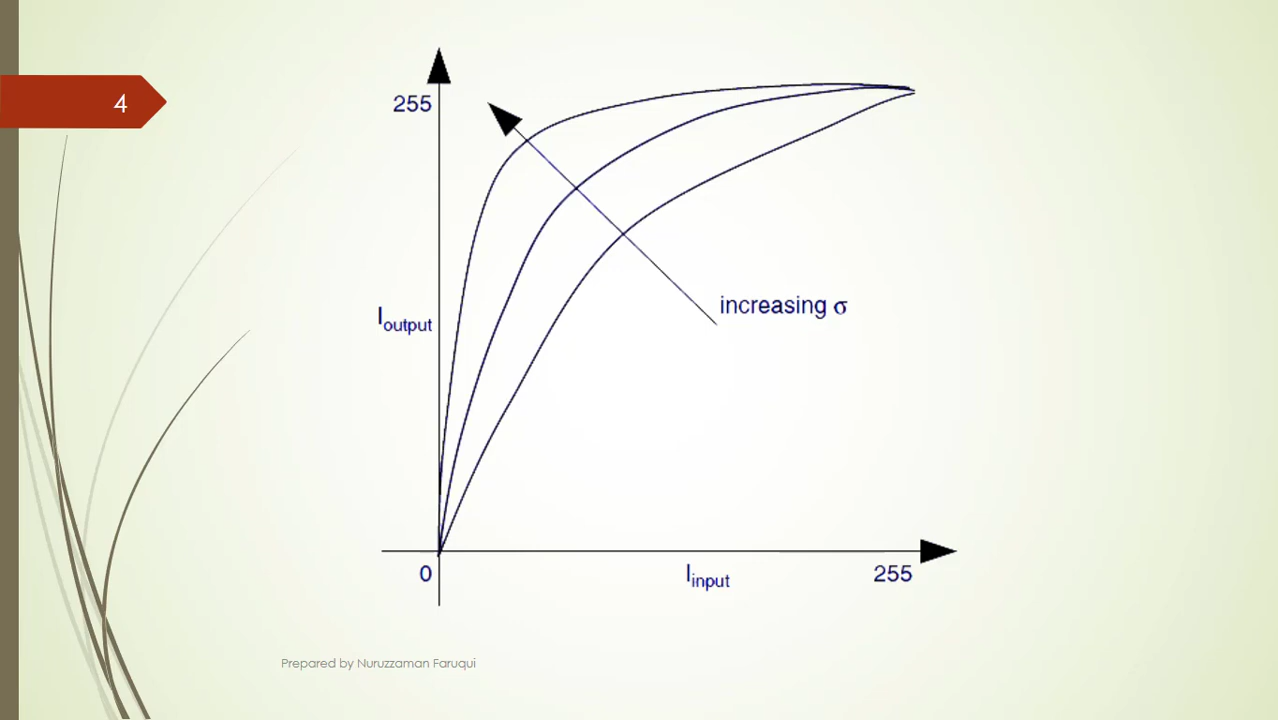 4
255
Ioutput
increasing σ
0
Iinput
255
Prepared by Nuruzzaman Faruqui